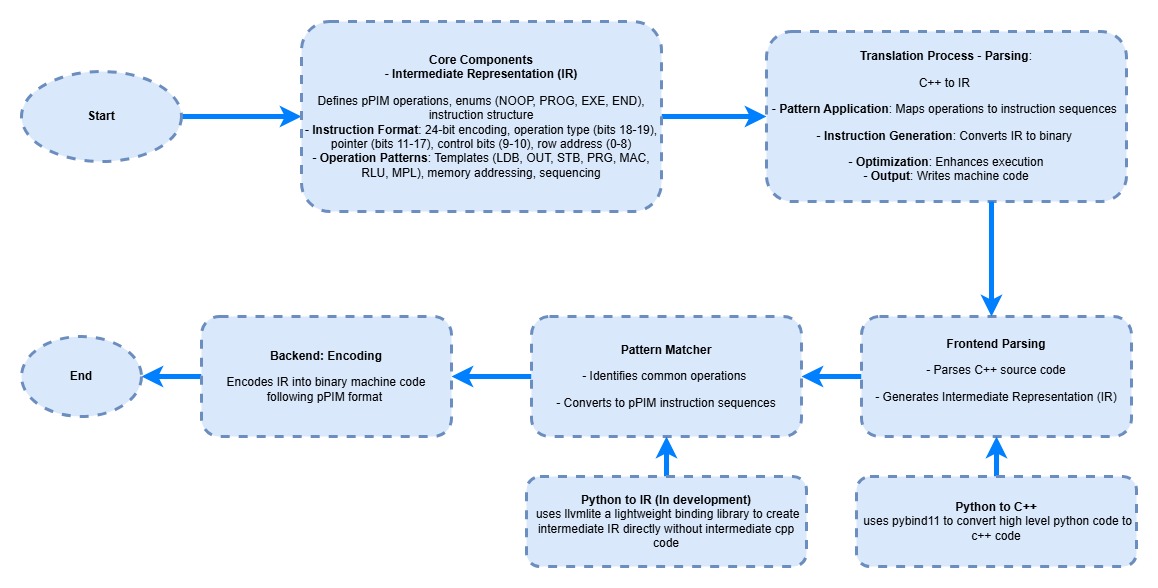 Start
Core Components
- Intermediate Representation (IR)
Defines pPIM operations, enums (NOOP, PROG, EXE, END),
instruction structure
- Instruction Format: 24-bit encoding, operation type (bits 18-19),
pointer (bits 11-17), control bits (9-10), row address (0-8)
- Operation Patterns: Templates (LDB, OUT, STB, PRG, MAC,
RLU, MPL), memory addressing, sequencing
Translation Process - Parsing:
C++ to IR
- Pattern Application: Maps operations to instruction sequences
- Instruction Generation: Converts IR to binary
- Optimization: Enhances execution
- Output: Writes machine code
Frontend Parsing
- Parses C++ source code
- Generates Intermediate Representation (IR)
Pattern Matcher
- Identifies common operations
- Converts to pPIM instruction sequences
Backend: Encoding
Encodes IR into binary machine code
following pPIM format
End
Python to IR (In development)
uses llvmlite a lightweight binding library to create
intermediate IR directly without intermediate cpp
code
Python to C++
uses pybind11 to convert high level python code to
c++ code